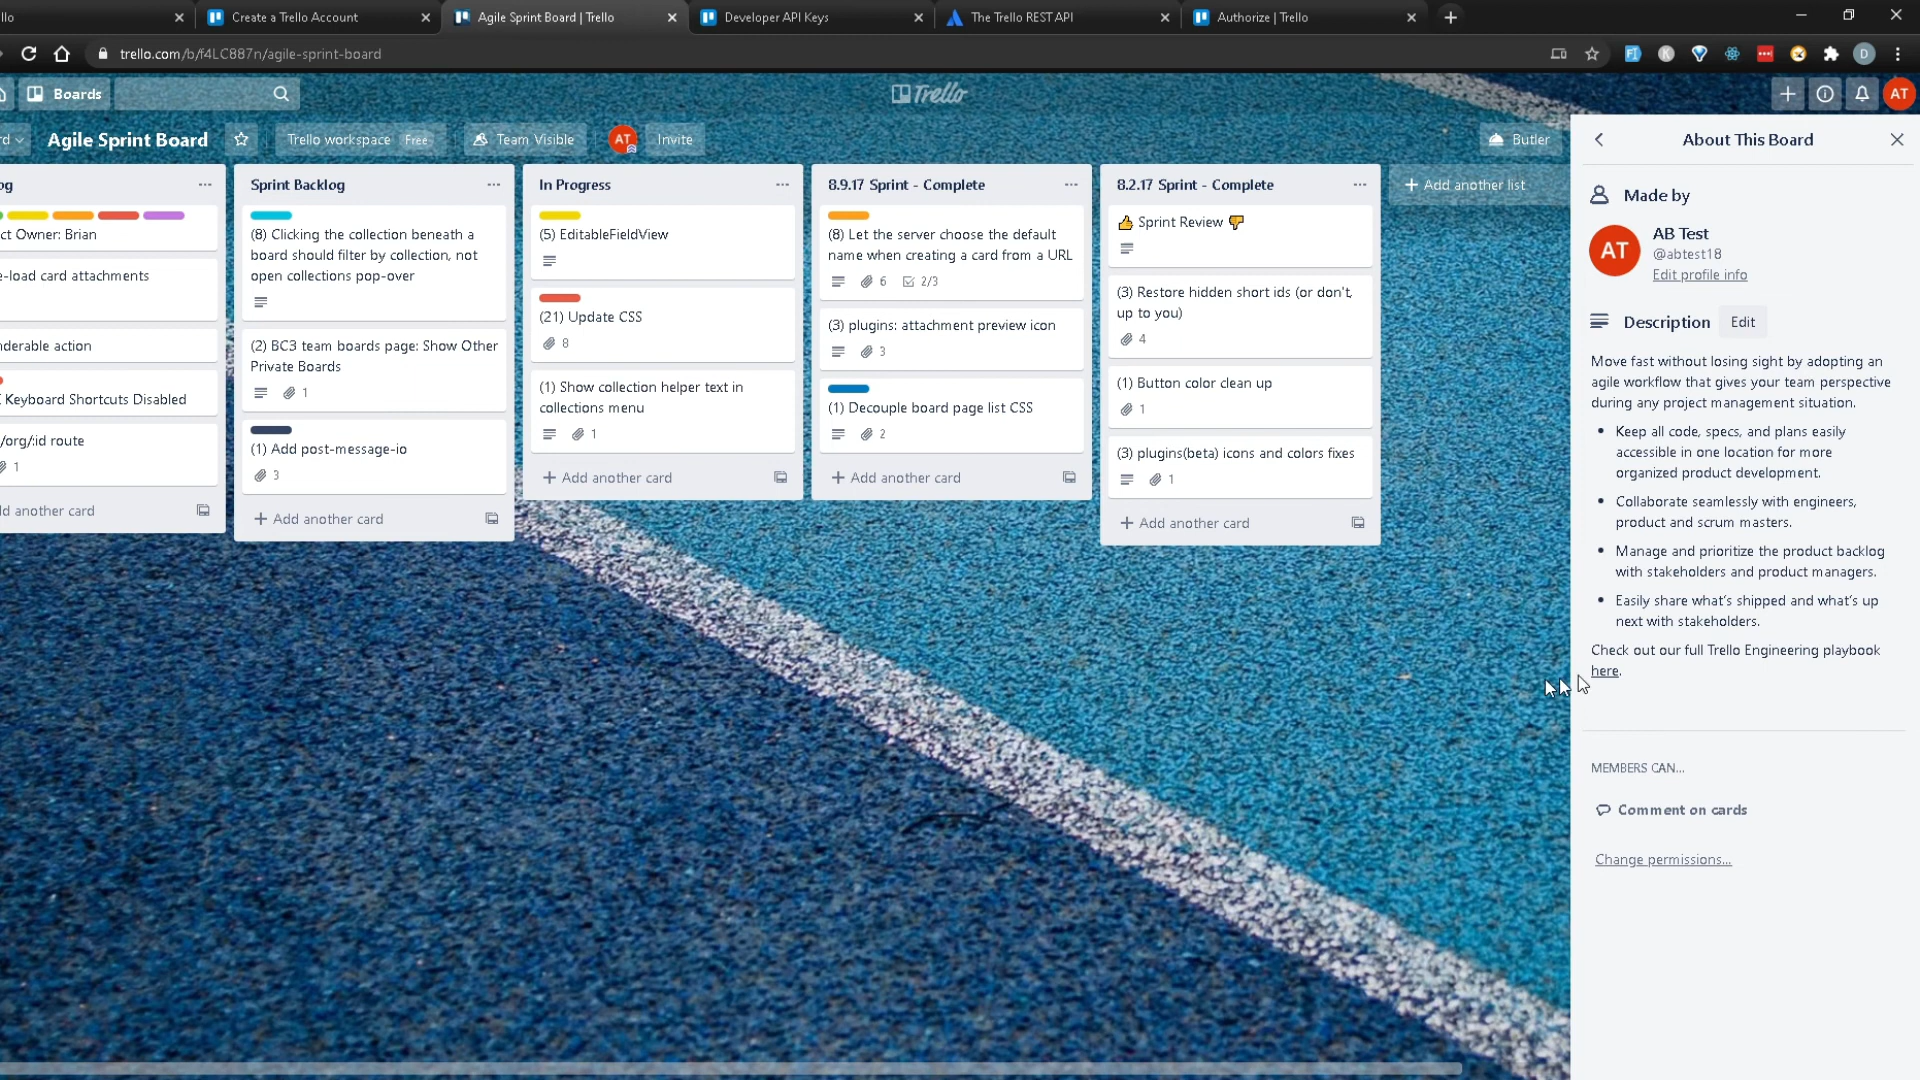 llo
Create a Trello Account
Agile Sprint Board | Trello
Developer API Keys
The Trello REST API
Authorize | Trello
trello.com/b/f4LC887n/agile-sprint-board
D
Boards
Trello
AT
rd
Agile Sprint Board
Trello workspace Free
Team Visible
AT
Invite
Butler
og
ct Owner: Brian
e-load card attachments
nderable action
Keyboard Shortcuts Disabled
/org/:id route
1
dd another card
Sprint Backlog
(8) Clicking the collection beneath a
board should filter by collection, not
open collections pop-over
(2) BC3 team boards page: Show Other
Private Boards
1
(1) Add post-message-io
3
+ Add another card
In Progress
(5) EditableFieldView
(21) Update CSS
8
(1) Show collection helper text in
collections menu
1
+ Add another card
8.9.17 Sprint - Complete
(8) Let the server choose the default
name when creating a card from a URL
6 2/3
(3) plugins: attachment preview icon
3
(1) Decouple board page list CSS
2
+ Add another card
8.2.17 Sprint - Complete
👍 Sprint Review 👎
(3) Restore hidden short ids (or don't,
up to you)
4
(1) Button color clean up
1
(3) plugins(beta) icons and colors fixes
1
+ Add another card
+ Add another list
About This Board
Made by
AT
AB Test
@abtest18
Edit profile info
Description Edit
Move fast without losing sight by adopting an
agile workflow that gives your team perspective
during any project management situation.
• Keep all code, specs, and plans easily
accessible in one location for more
organized product development.
• Collaborate seamlessly with engineers,
product and scrum masters.
• Manage and prioritize the product backlog
with stakeholders and product managers.
• Easily share what's shipped and what's up
next with stakeholders.
Check out our full Trello Engineering playbook
here.
MEMBERS CAN...
Comment on cards
Change permissions...